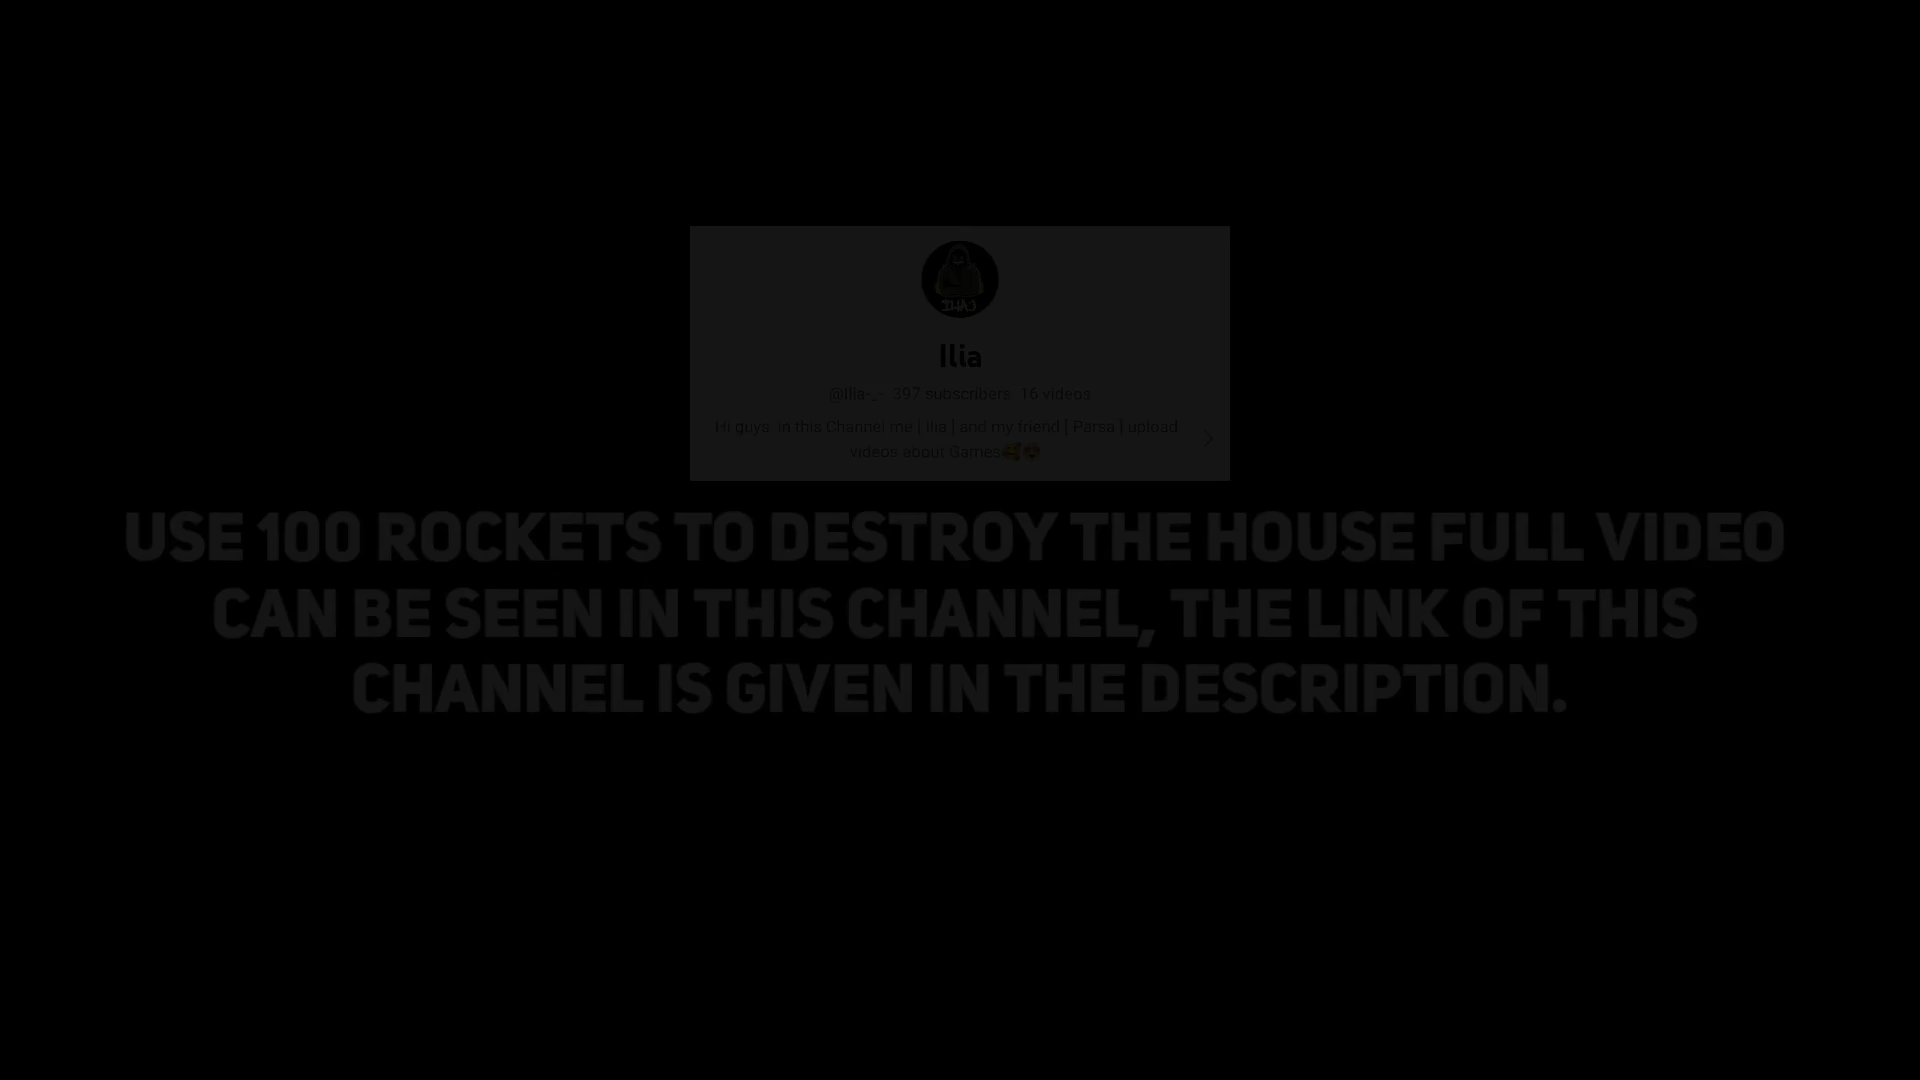 Ilia
397 subscribers 16 videos
Hi guys in this Channel me | Ilia | and my friend | Parsa | upload
videos about Games🥰😍
USE 100 ROCKETS TO DESTROY THE HOUSE FULL VIDEO
CAN BE SEEN IN THIS CHANNEL, THE LINK OF THIS
CHANNEL IS GIVEN IN THE DESCRIPTION.